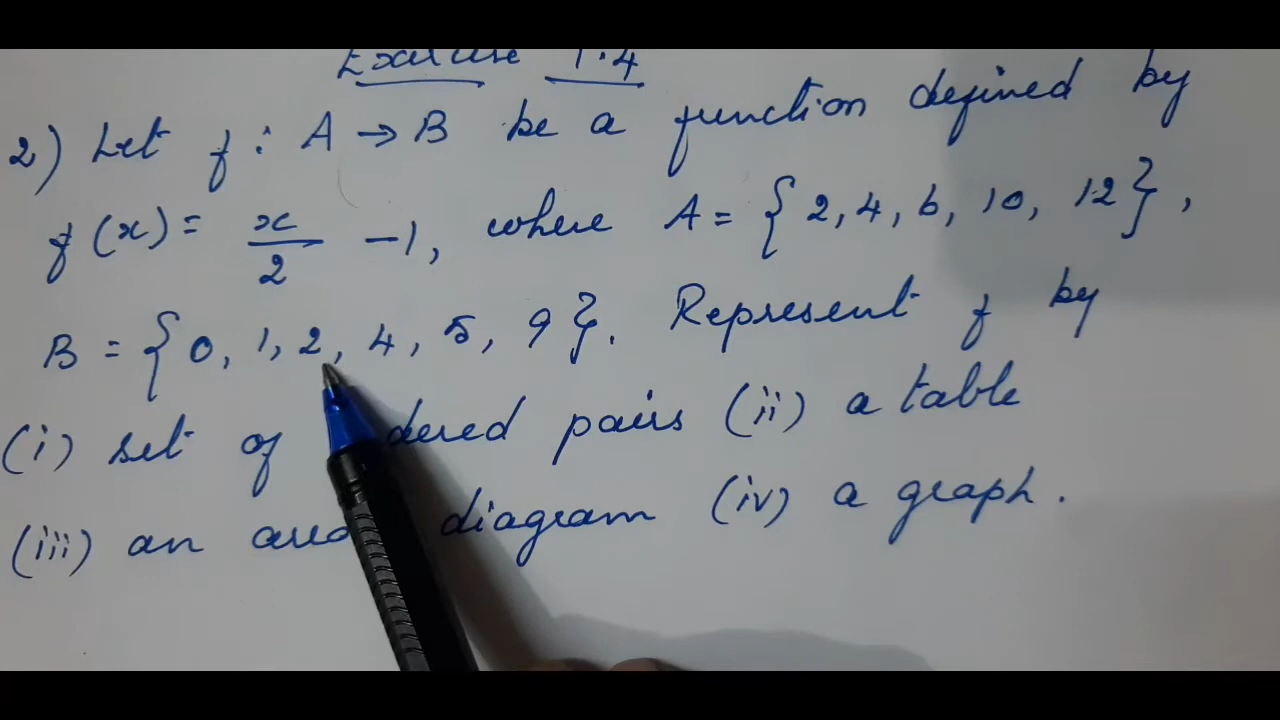 Exercise 1.4
2) Let f : A → B be a function defined by
f(x) = x/2 - 1, where A = { 2, 4, 6, 10, 12 },
B = { 0, 1, 2, 4, 5, 9 }. Represent f by
(i) set of pairs (ii) a table
(iii) an diagram (iv) a graph.